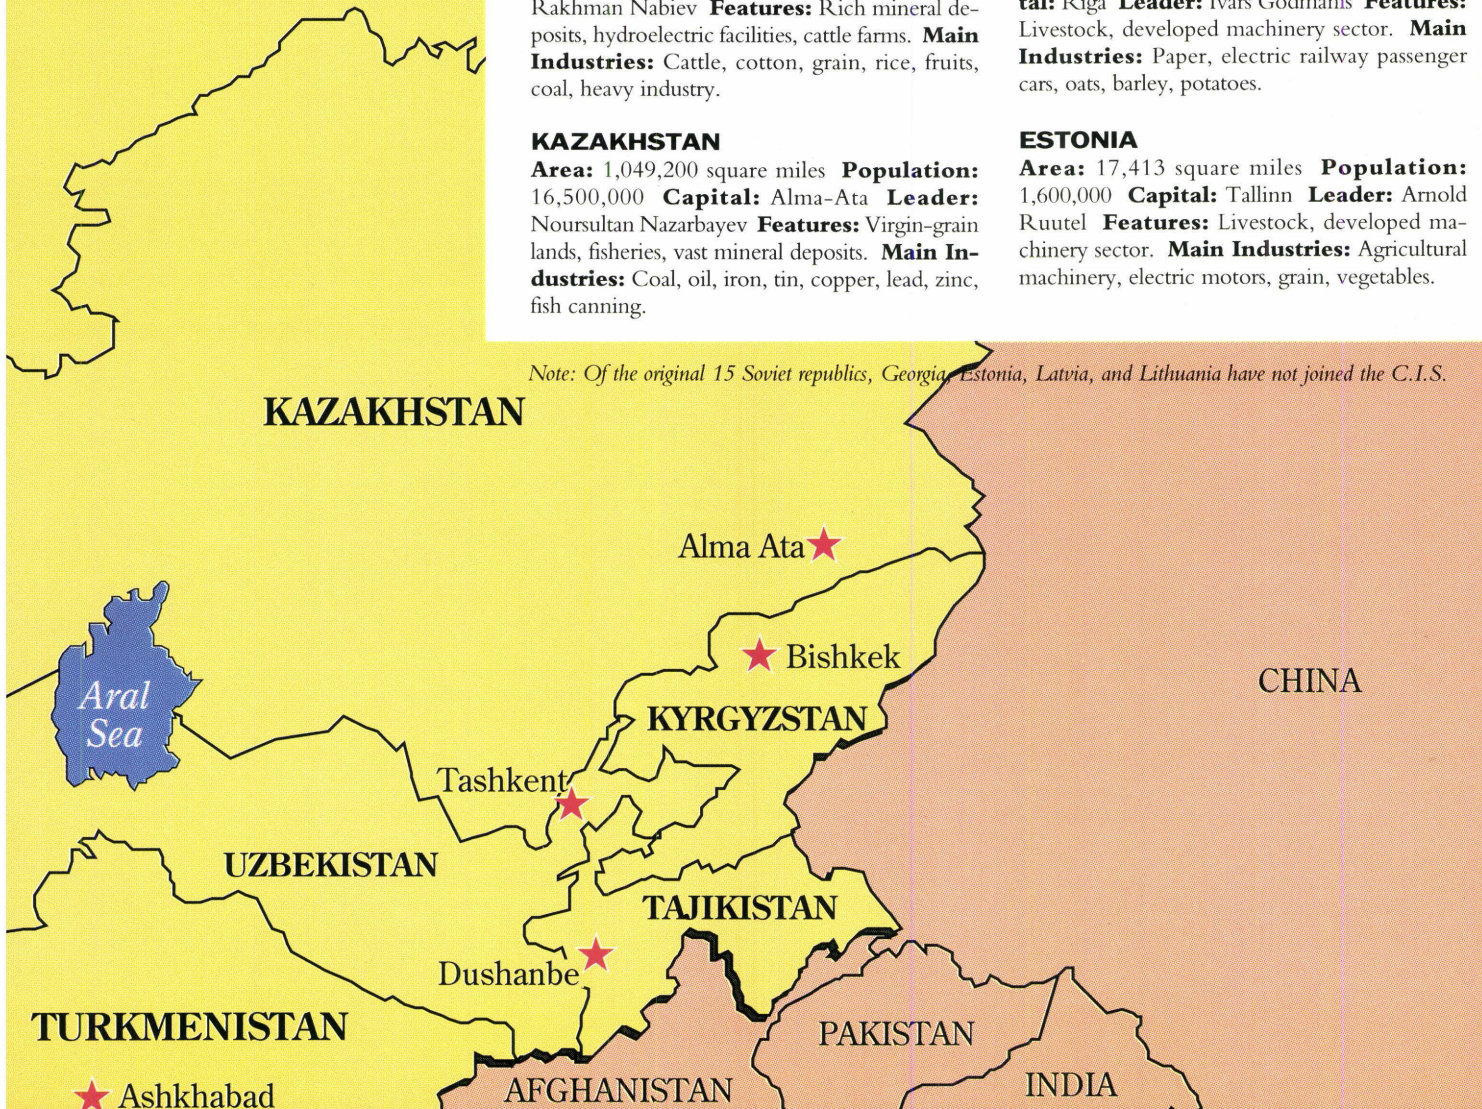 Rakhman Nabiev Features: Rich mineral de-
posits, hydroelectric facilities, cattle farms. Main
Industries: Cattle, cotton, grain, rice, fruits,
coal, heavy industry.
KAZAKHSTAN
Area: 1,049,200 square miles Population:
16,500,000 Capital: Alma-Ata Leader:
Noursultan Nazarbayev Features: Virgin-grain
lands, fisheries, vast mineral deposits. Main In-
dustries: Coal, oil, iron, tin, copper, lead, zinc,
fish canning.
tal: Riga Leader: Ivars Godmanis Features:
Livestock, developed machinery sector. Main
Industries: Paper, electric railway passenger
cars, oats, barley, potatoes.
ESTONIA
Area: 17,413 square miles Population:
1,600,000 Capital: Tallinn Leader: Arnold
Ruutel Features: Livestock, developed ma-
chinery sector. Main Industries: Agricultural
machinery, electric motors, grain, vegetables.
Note: Of the original 15 Soviet republics, Georgia, Estonia, Latvia, and Lithuania have not joined the C.I.S.
KAZAKHSTAN
Alma Ata
Bishkek
CHINA
Aral
Sea
KYRGYZSTAN
Tashkent
UZBEKISTAN
TAJIKISTAN
Dushanbe
TURKMENISTAN
PAKISTAN
INDIA
AFGHANISTAN
Ashkhabad